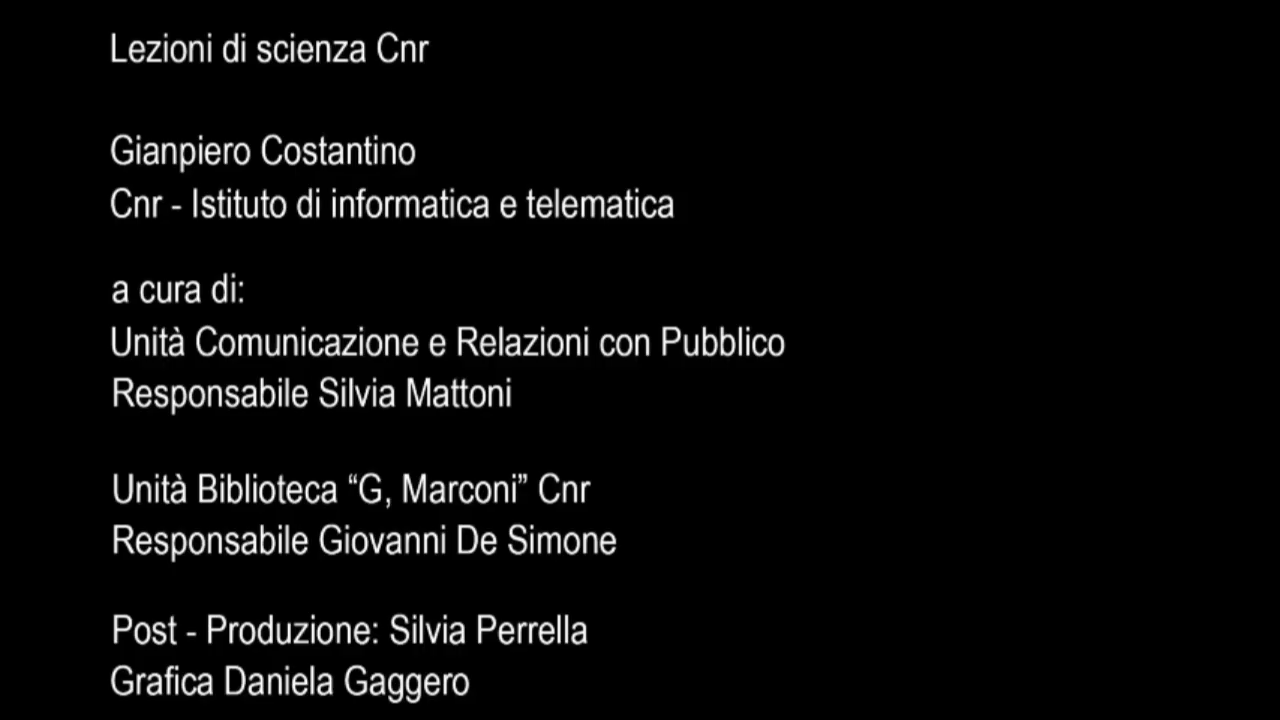 Lezioni di scienza Cnr
Gianpiero Costantino
Cnr - Istituto di informatica e telematica
a cura di:
Unità Comunicazione e Relazioni con Pubblico
Responsabile Silvia Mattoni
Unità Biblioteca “G, Marconi” Cnr
Responsabile Giovanni De Simone
Post - Produzione: Silvia Perrella
Grafica Daniela Gaggero